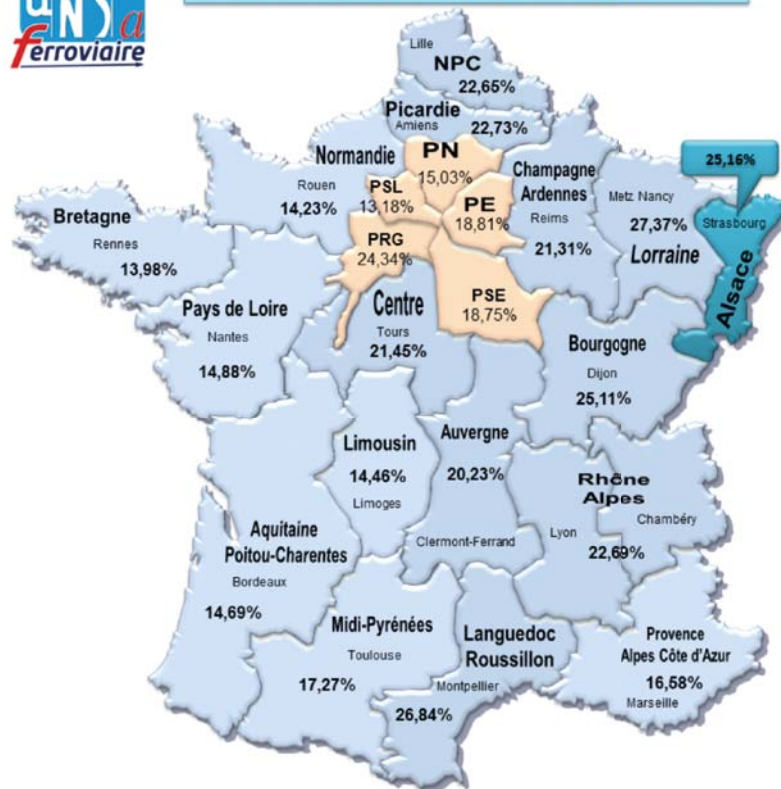 UNSa
ferroviaire
Lille
NPC
22,65%
Picardie
Amiens
22,73%
Normandie
Rouen
14,23%
PN
15,03%
PSL
13,18%
PE
18,81%
PRG
24,34%
PSE
18,75%
Champagne
Ardennes
Reims
21,31%
Metz Nancy
27,37%
Lorraine
25,16%
Strasbourg
Alsace
Bretagne
Rennes
13,98%
Pays de Loire
Nantes
14,88%
Centre
Tours
21,45%
Bourgogne
Dijon
25,11%
Limousin
14,46%
Limoges
Auvergne
20,23%
Clermont-Ferrand
Rhône
Alpes
Chambéry
Lyon
22,69%
Aquitaine
Poitou-Charentes
Bordeaux
14,69%
Midi-Pyrénées
Toulouse
17,27%
Languedoc
Roussillon
Montpellier
26,84%
Provence
Alpes Côte d'Azur
16,58%
Marseille